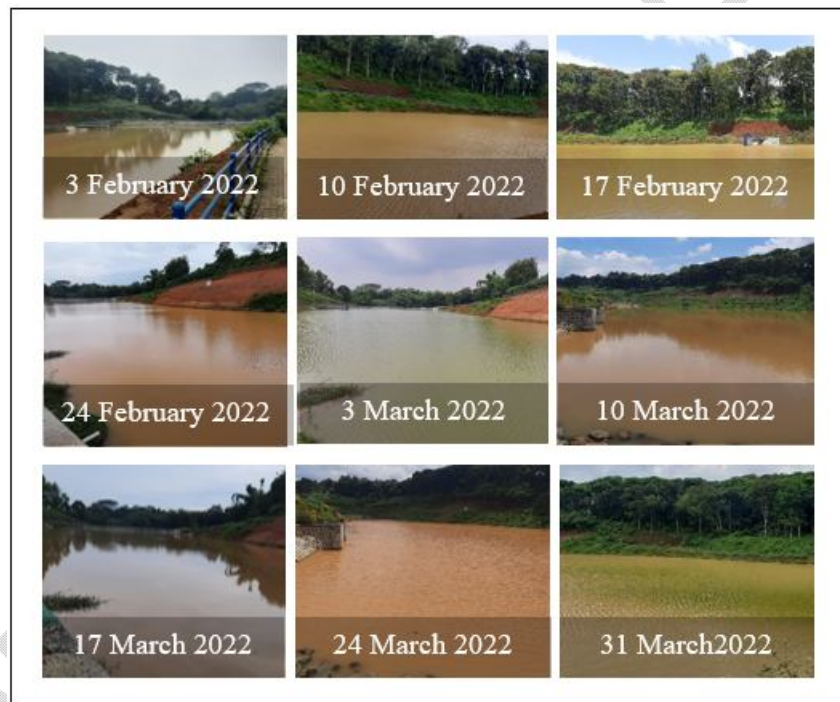 3 February 2022
10 February 2022
17 February 2022
24 February 2022
3 March 2022
10 March 2022
17 March 2022
24 March 2022
31 March2022